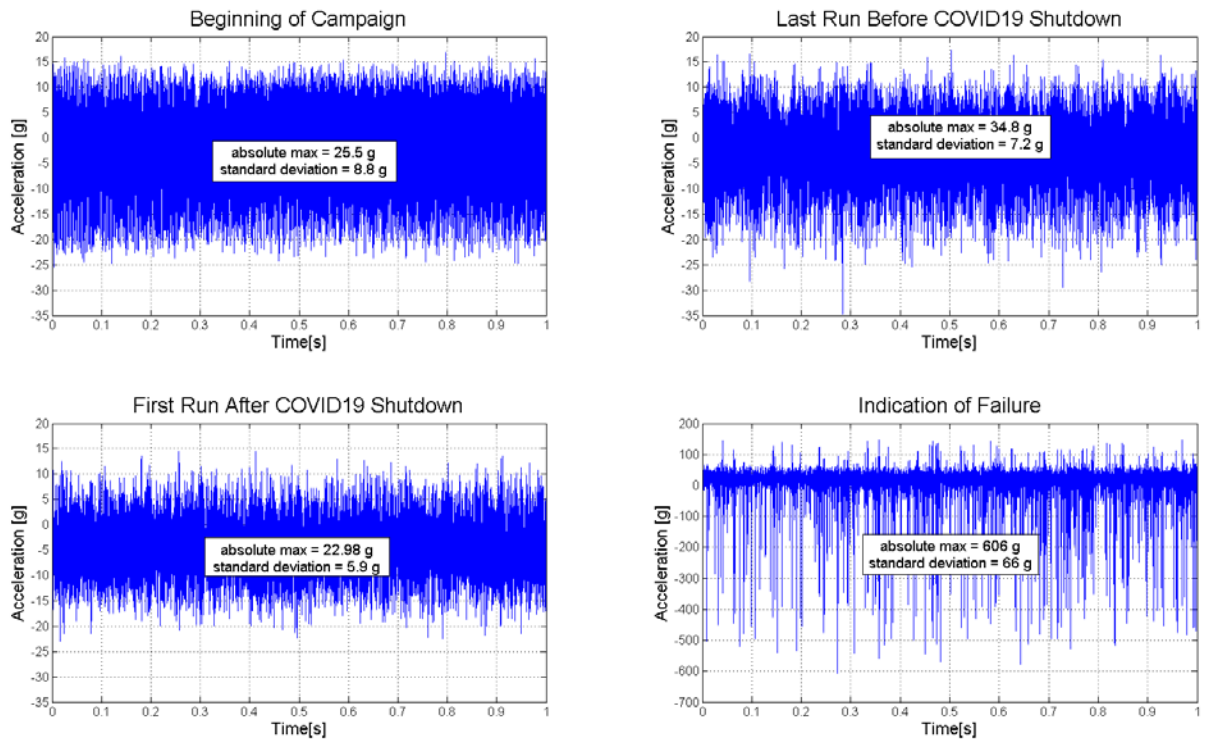 Beginning of Campaign
20
15
10
5
0
-5
-10
-15
-20
-25
-30
-35
Acceleration [g]
absolute max = 25.5 g
standard deviation = 8.8 g
0 0.1 0.2 0.3 0.4 0.5 0.6 0.7 0.8 0.9 1
Time[s]
Last Run Before COVID19 Shutdown
20
15
10
5
0
-5
-10
-15
-20
-25
-30
-35
Acceleration [g]
absolute max = 34.8 g
standard deviation = 7.2 g
0 0.1 0.2 0.3 0.4 0.5 0.6 0.7 0.8 0.9 1
Time[s]
First Run After COVID19 Shutdown
20
15
10
5
0
-5
-10
-15
-20
-25
-30
-35
Acceleration [g]
absolute max = 22.98 g
standard deviation = 5.9 g
0 0.1 0.2 0.3 0.4 0.5 0.6 0.7 0.8 0.9 1
Time[s]
Indication of Failure
200
100
0
-100
-200
-300
-400
-500
-600
-700
Acceleration [g]
absolute max = 606 g
standard deviation = 66 g
0 0.1 0.2 0.3 0.4 0.5 0.6 0.7 0.8 0.9 1
Time[s]